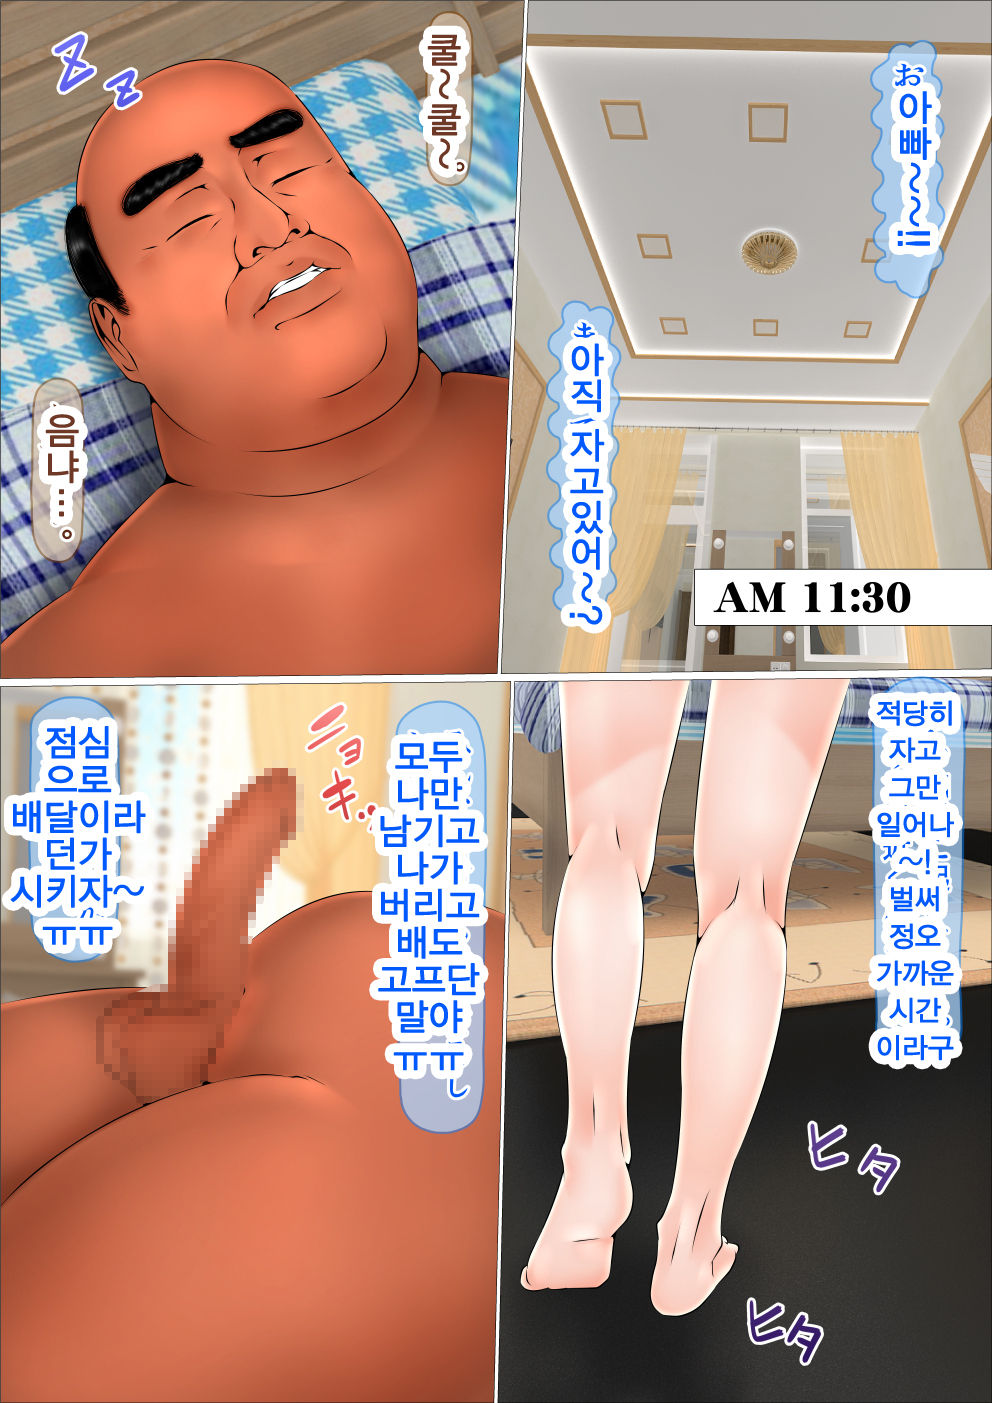 아빠~~!!
아직 자고있어~?
AM 11:30
Z Z
쿨~쿨~。
음냐…。
적당히
자고
그만
일어나
~!
벌써
정오
가까운
시간
이라구
ヒタ
ヒタ
모두
나만
남기고
나가
버리고
배도
고프단
말야
ㅠㅠ
ニョキ
점심
으로
배달이라
던가
시키자~
ㅠㅠ